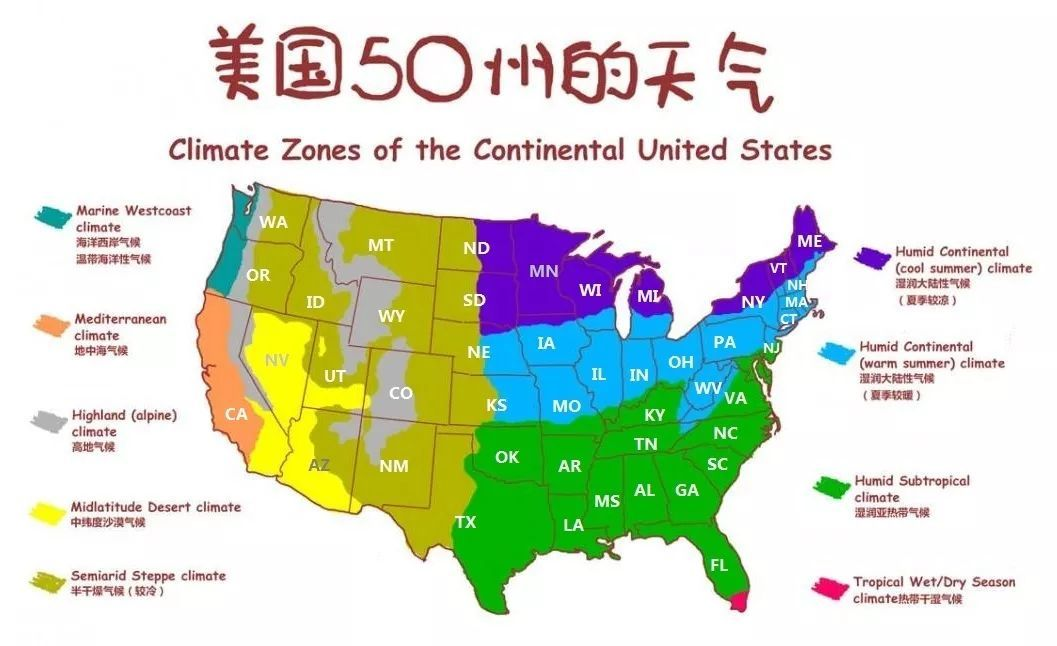 美国50州的天气
Climate Zones of the Continental United States
Marine Westcoast
climate
海洋西岸气候
温带海洋性气候
Mediterranean
climate
地中海气候
Highland (alpine)
climate
高地气候
Midlatitude Desert climate
中纬度沙漠气候
Semiarid Steppe climate
半干燥气候（较冷）
WA
OR
ID
MT
WY
NV
UT
CO
CA
AZ
NM
ND
SD
NE
KS
OK
TX
MN
IA
MO
AR
LA
WI
IL
MI
IN
OH
KY
TN
MS
AL
GA
FL
SC
NC
VA
WV
PA
NY
VT
ME
NH
MA
CT
NJ
Humid Continental
(cool summer) climate
湿润大陆性气候
（夏季较凉）
Humid Continental
(warm summer) climate
湿润大陆性气候
（夏季较暖）
Humid Subtropical
climate
湿润亚热带气候
Tropical Wet/Dry Season
climate热带干湿气候